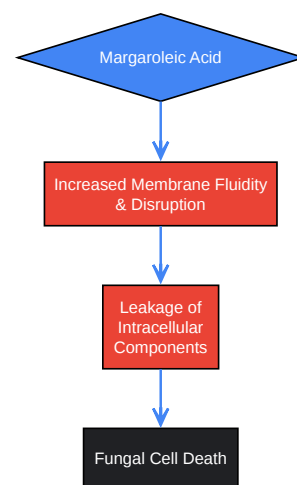 Margaroleic Acid
Increased Membrane Fluidity
& Disruption
Leakage of
Intracellular
Components
Fungal Cell Death